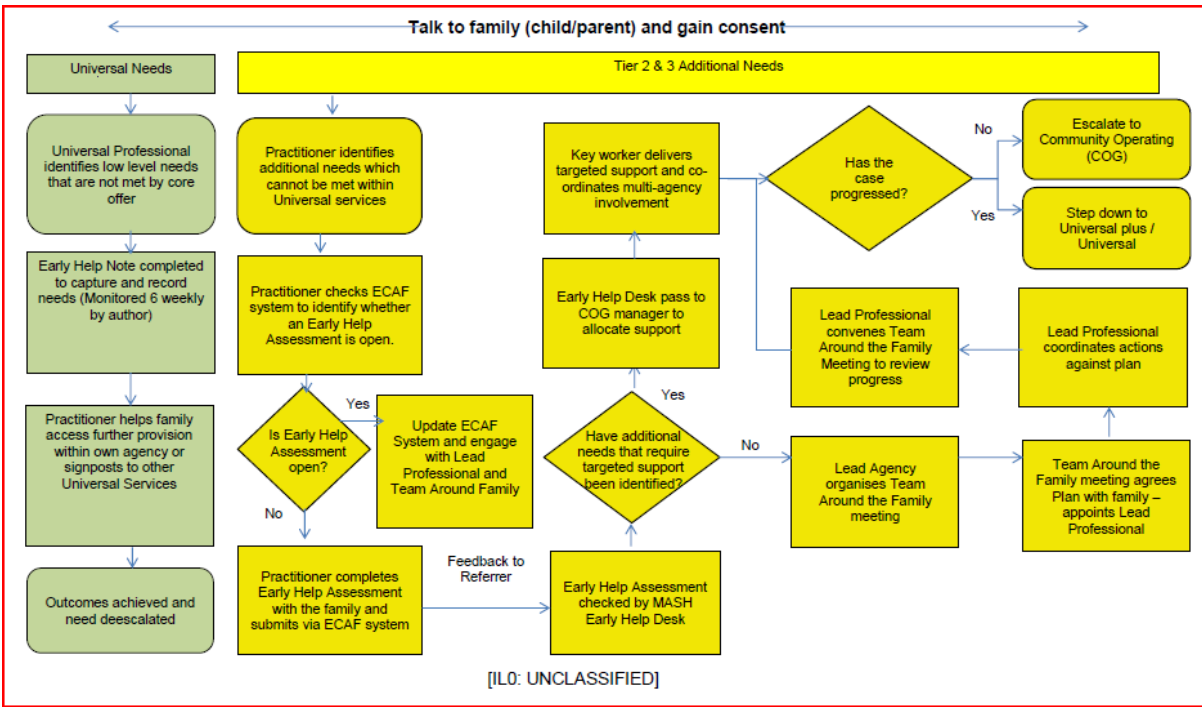 Talk to family (child/parent) and gain consent
Universal Needs
Tier 2 & 3 Additional Needs
Universal Professional
identifies low level needs
that are not met by core
offer
Early Help Note completed
to capture and record
needs (Monitored 6 weekly
by author)
Practitioner helps family
access further provision
within own agency or
signposts to other
Universal Services
Outcomes achieved and
need deescalated
Practitioner identifies
additional needs which
cannot be met within
Universal services
Practitioner checks ECAF
system to identify whether
an Early Help
Assessment is open.
Is Early Help
Assessment
open?
Yes
Update ECAF
System and engage
with Lead
Professional and
Team Around Family
No
Practitioner completes
Early Help Assessment
with the family and
submits via ECAF system
Feedback to
Referrer
Early Help Assessment
checked by MASH
Early Help Desk
Have additional
needs that require
targeted support
been identified?
Yes
Early Help Desk pass to
COG manager to
allocate support
Key worker delivers
targeted support and co-
ordinates multi-agency
involvement
No
Lead Agency
organises Team
Around the Family
meeting
Team Around the
Family meeting agrees
Plan with family –
appoints Lead
Professional
Lead Professional
coordinates actions
against plan
Lead Professional
convenes Team
Around the Family
Meeting to review
progress
Has the
case
progressed?
No
Escalate to
Community Operating
(COG)
Yes
Step down to
Universal plus /
Universal
[IL0: UNCLASSIFIED]